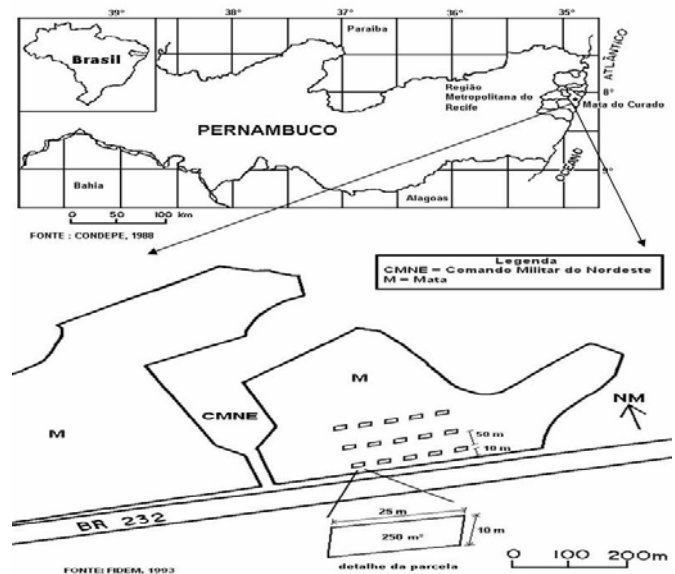 39° 38° 37° 36° 35°
Paraiba
Brasil
ATLÂNTICO
Região
Metropolitana do
Recife
8°
Mata do Curado
PERNAMBUCO
OCEANO
9°
Bahia
Alagoas
0 50 100 km
FONTE : CONDEPE, 1988
Legenda
CMNE = Comando Militar do Nordeste
M = Mata
M
CMNE
M
NM
50 m
10 m
BR 232
25 m
250 m²
10 m
detalhe da parcela
0 100 200m
FONTE: FIDEM, 1993